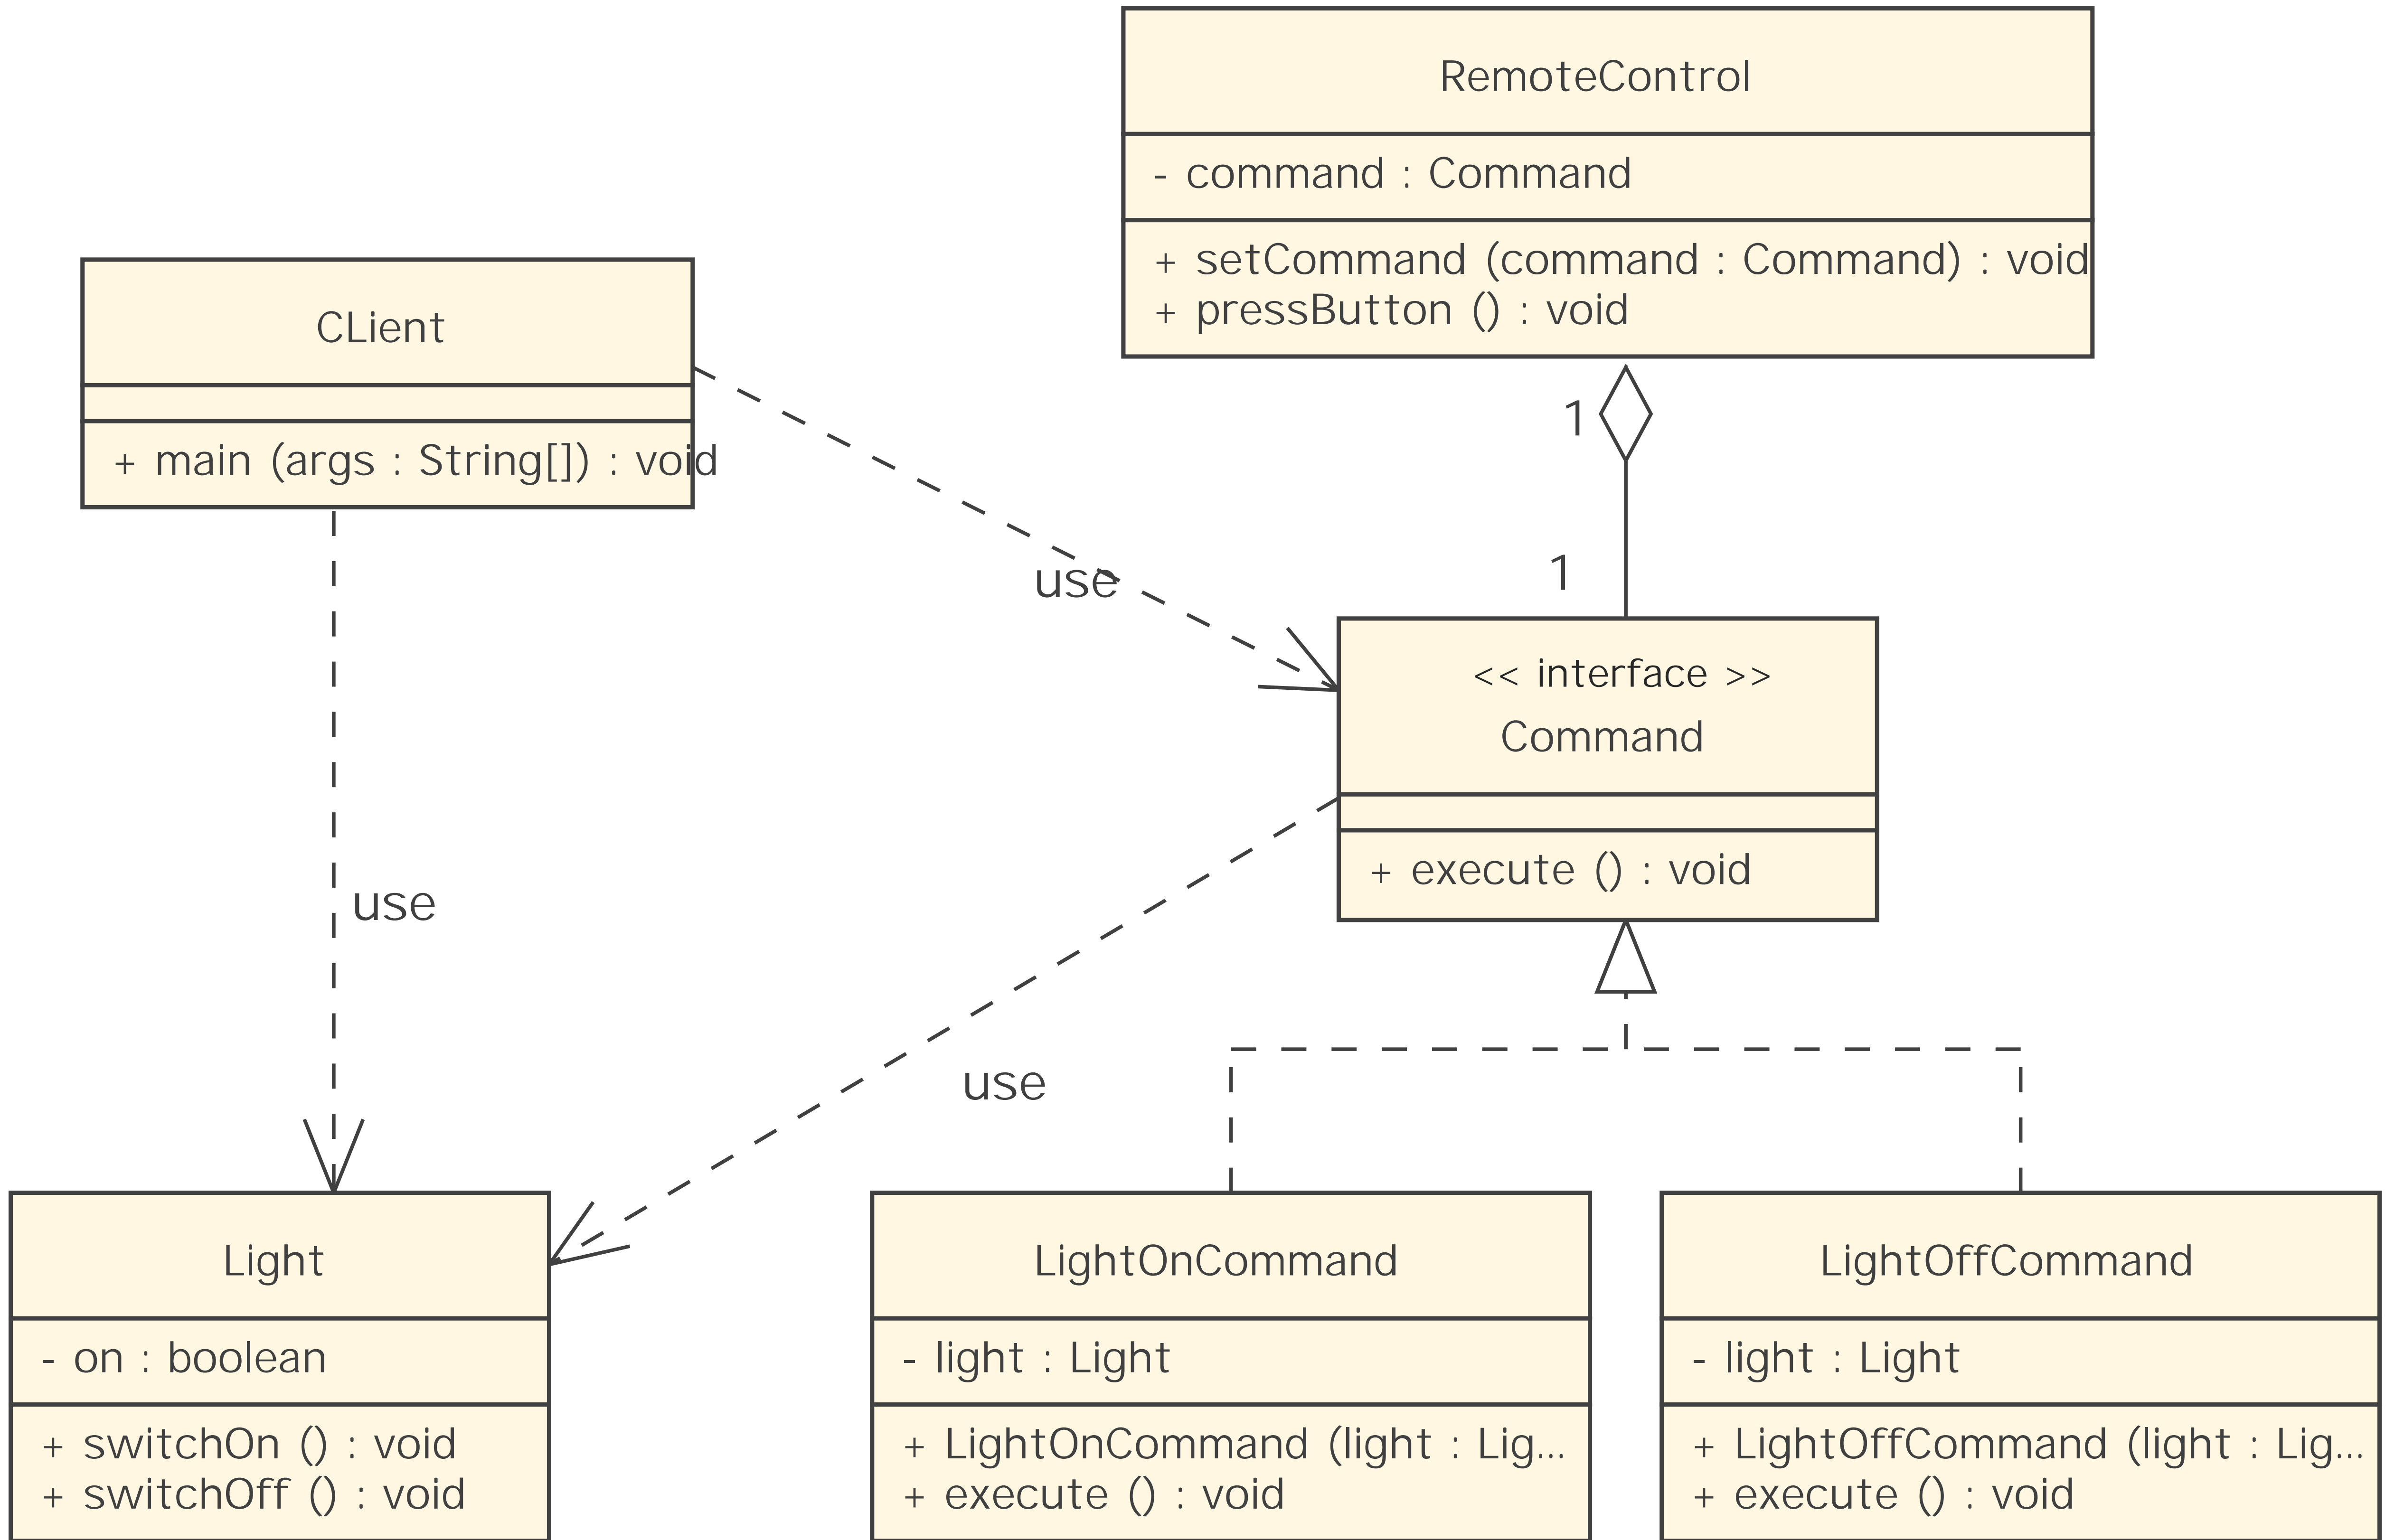 RemoteControl
- command : Command
+ setCommand (command : Command) : void
+ pressButton () : void
CLient
+ main (args : String[]) : void
1
1
use
<< interface >>
Command
+ execute () : void
use
use
Light
- on : boolean
+ switchOn () : void
+ switchOff () : void
LightOnCommand
- light : Light
+ LightOnCommand (light : Lig...
+ execute () : void
LightOffCommand
- light : Light
+ LightOffCommand (light : Lig...
+ execute () : void